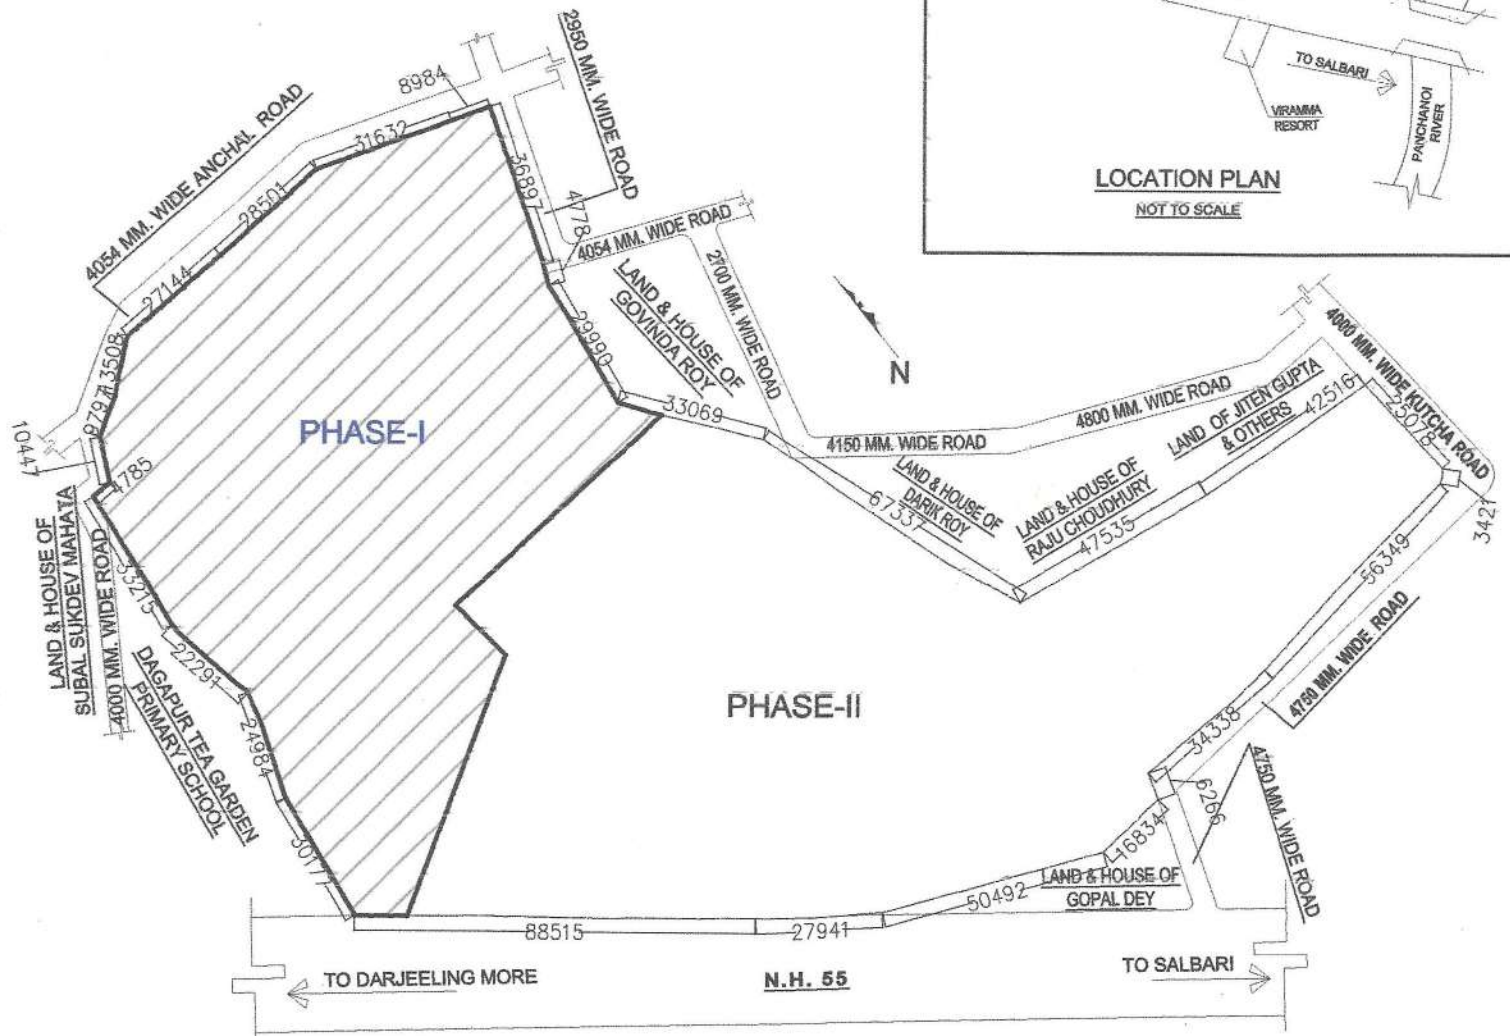 2950 MM. WIDE ROAD
8984
4054 MM. WIDE ANCHAL ROAD
31632
28501
27144
13508
9797
10447
4785
36897
4778
4054 MM. WIDE ROAD
2700 MM. WIDE ROAD
LAND & HOUSE OF
GOVINDA ROY
29990
33069
PHASE-I
TO SALBARI
VIRAMMA
RESORT
PANCHANOI
RIVER
LOCATION PLAN
NOT TO SCALE
N
4150 MM. WIDE ROAD
4800 MM. WIDE ROAD
4000 MM. WIDE KUTCHA ROAD
LAND OF JITEN GUPTA
& OTHERS
42516
25078
LAND & HOUSE OF
DARIK ROY
LAND & HOUSE OF
RAJU CHOUDHURY
67337
47535
3421
56349
4750 MM. WIDE ROAD
34338
6266
4750 MM. WIDE ROAD
16834
LAND & HOUSE OF
GOPAL DEY
50492
27941
88515
PHASE-II
LAND & HOUSE OF
SUBAL SUKDEV MAHATA
4000 MM. WIDE ROAD
33215
22291
DAGAPUR TEA GARDEN
PRIMARY SCHOOL
24984
30177
TO DARJEELING MORE
N.H. 55
TO SALBARI